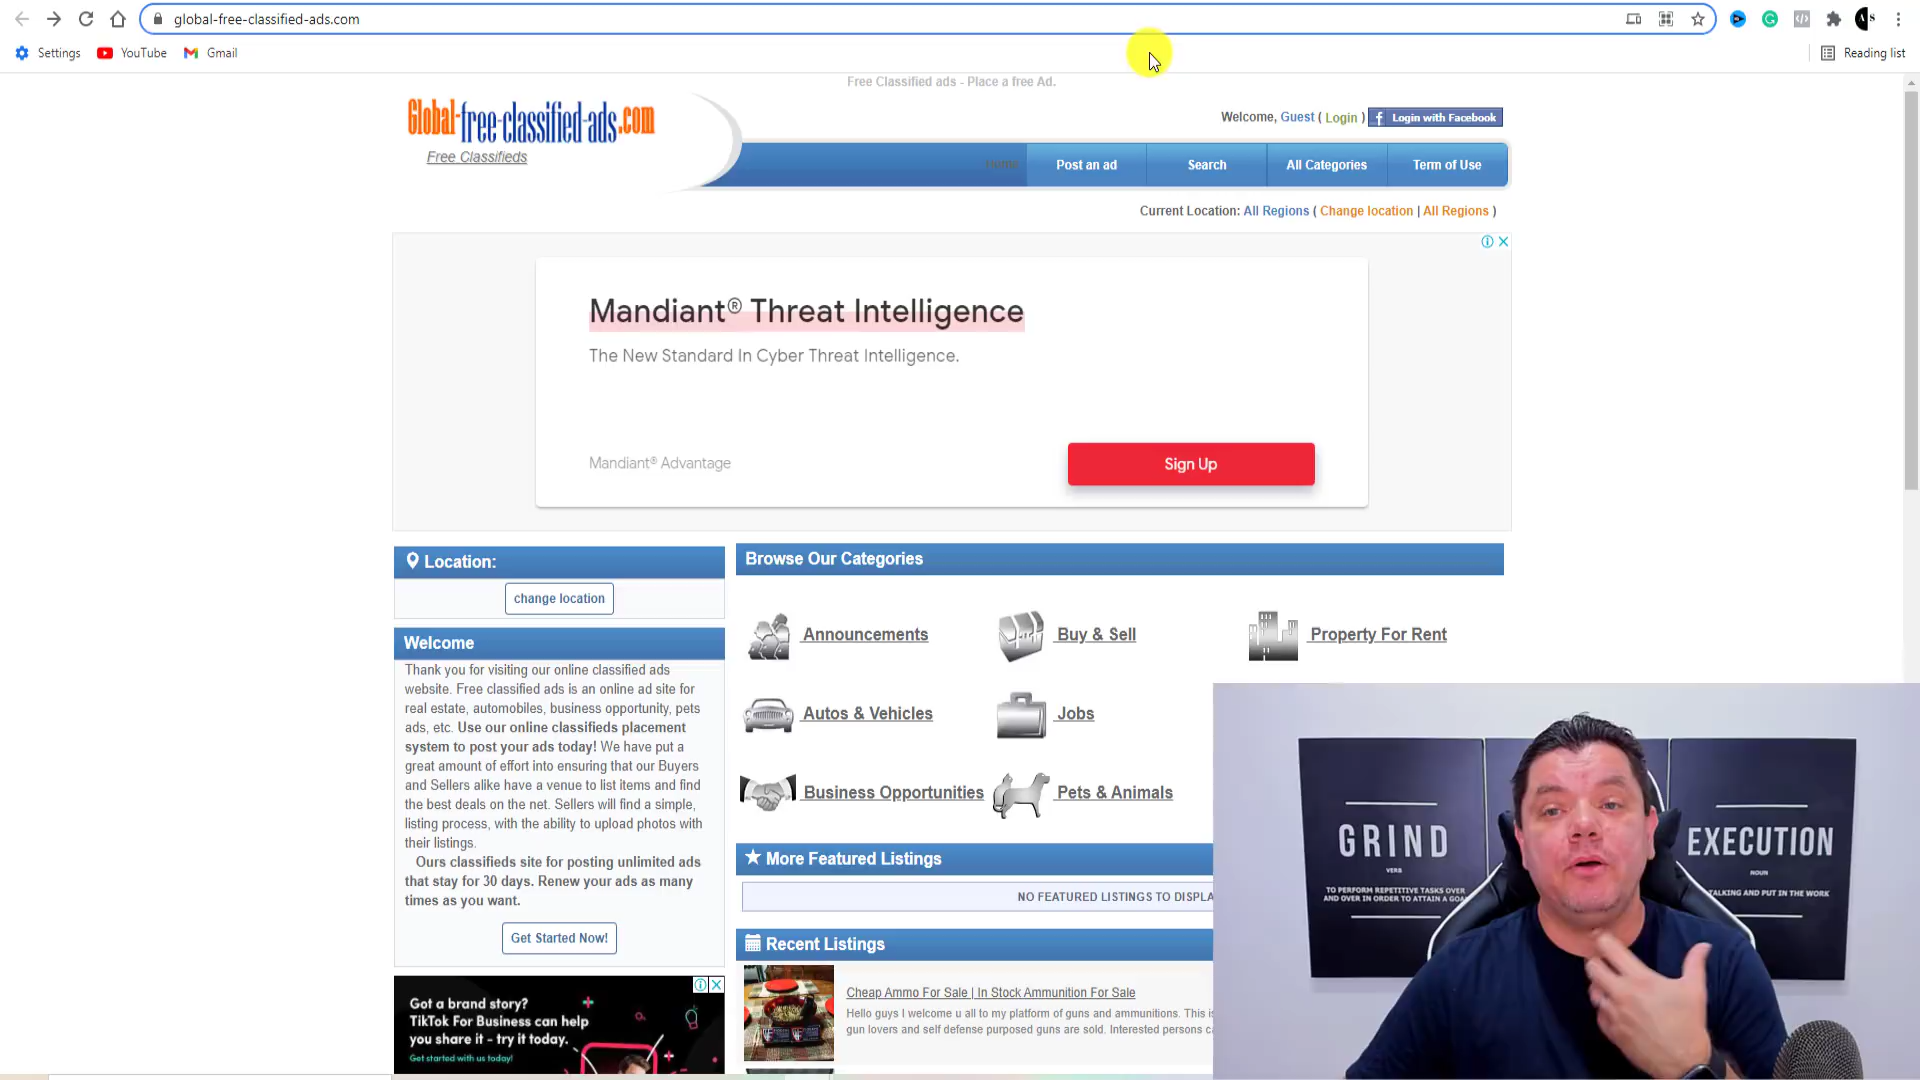 global-free-classified-ads.com
Settings
YouTube
Gmail
Reading list
Free Classified ads - Place a free Ad.
Global-free-classified-ads.com
Free Classifieds
Welcome, Guest ( Login )
Login with Facebook
Home
Post an ad
Search
All Categories
Term of Use
Current Location: All Regions ( Change location | All Regions )
Mandiant® Threat Intelligence
The New Standard In Cyber Threat Intelligence.
Mandiant® Advantage
Sign Up
Location:
change location
Welcome
Thank you for visiting our online classified ads
website. Free classified ads is an online ad site for
real estate, automobiles, business opportunity, pets
ads, etc. Use our online classifieds placement
system to post your ads today! We have put a
great amount of effort into ensuring that our Buyers
and Sellers alike have a venue to list items and find
the best deals on the net. Sellers will find a simple,
listing process, with the ability to upload photos with
their listings.
Ours classifieds site for posting unlimited ads
that stay for 30 days. Renew your ads as many
times as you want.
Get Started Now!
Got a brand story?
TikTok For Business can help
you share it - try it today.
Get started with us today!
Browse Our Categories
Announcements
Buy & Sell
Property For Rent
Autos & Vehicles
Jobs
Business Opportunities
Pets & Animals
More Featured Listings
NO FEATURED LISTINGS TO DISPLA
Recent Listings
Cheap Ammo For Sale | In Stock Ammunition For Sale
Hello guys I welcome u all to my platform of guns and ammunitions. This is
gun lovers and self defense purposed guns are sold. Interested persons c
GRIND
VERB
TO PERFORM REPETITIVE TASKS OVER
AND OVER IN ORDER TO ATTAIN A GOAL
EXECUTION
NOUN
TALKING AND PUT IN THE WORK